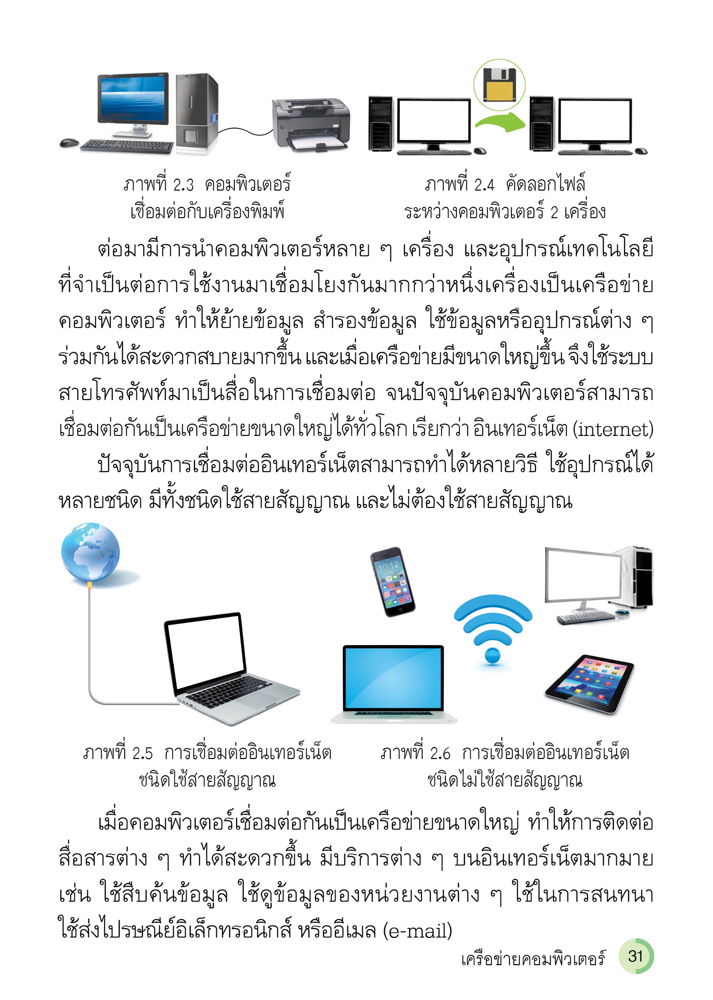 ภาพที่ 2.3 คอมพิวเตอร์
เชื่อมต่อกับเครื่องพิมพ์
ภาพที่ 2.4 คัดลอกไฟล์
ระหว่างคอมพิวเตอร์ 2 เครื่อง
ต่อมามีการนำคอมพิวเตอร์หลาย ๆ เครื่อง และอุปกรณ์เทคโนโลยี
ที่จำเป็นต่อการใช้งานมาเชื่อมโยงกันมากกว่าหนึ่งเครื่องเป็นเครือข่าย
คอมพิวเตอร์ ทำให้ย้ายข้อมูล สำรองข้อมูล ใช้ข้อมูลหรืออุปกรณ์ต่าง ๆ
ร่วมกันได้สะดวกสบายมากขึ้น และเมื่อเครือข่ายมีขนาดใหญ่ขึ้น จึงใช้ระบบ
สายโทรศัพท์มาเป็นสื่อในการเชื่อมต่อ จนปัจจุบันคอมพิวเตอร์สามารถ
เชื่อมต่อกันเป็นเครือข่ายขนาดใหญ่ได้ทั่วโลก เรียกว่า อินเทอร์เน็ต (internet)
ปัจจุบันการเชื่อมต่ออินเทอร์เน็ตสามารถทำได้หลายวิธี ใช้อุปกรณ์ได้
หลายชนิด มีทั้งชนิดใช้สายสัญญาณ และไม่ต้องใช้สายสัญญาณ
10:12
ภาพที่ 2.5 การเชื่อมต่ออินเทอร์เน็ต
ชนิดใช้สายสัญญาณ
ภาพที่ 2.6 การเชื่อมต่ออินเทอร์เน็ต
ชนิดไม่ใช้สายสัญญาณ
เมื่อคอมพิวเตอร์เชื่อมต่อกันเป็นเครือข่ายขนาดใหญ่ ทำให้การติดต่อ
สื่อสารต่าง ๆ ทำได้สะดวกขึ้น มีบริการต่าง ๆ บนอินเทอร์เน็ตมากมาย
เช่น ใช้สืบค้นข้อมูล ใช้ดูข้อมูลของหน่วยงานต่าง ๆ ใช้ในการสนทนา
ใช้ส่งไปรษณีย์อิเล็กทรอนิกส์ หรืออีเมล (e-mail)
เครือข่ายคอมพิวเตอร์ 31